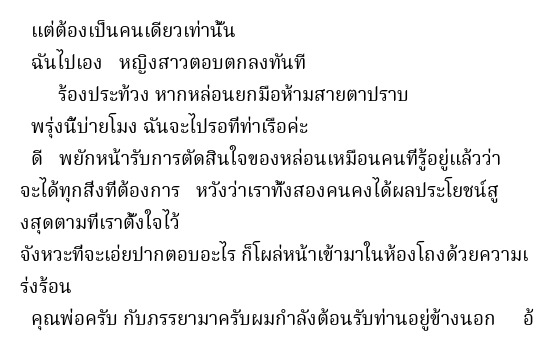 แต่ต้องเป็นคนเดียวเท่านั้น
ฉันไปเอง หญิงสาวตอบตกลงทันที
ร้องประท้วง หากหล่อนยกมือห้ามสายตาปราบ
พรุ่งนี้บ่ายโมง ฉันจะไปรอที่ท่าเรือค่ะ
ดี พยักหน้ารับการตัดสินใจของหล่อนเหมือนคนที่รู้อยู่แล้วว่า
จะได้ทุกสิ่งที่ต้องการ หวังว่าเราทั้งสองคนคงได้ผลประโยชน์สู
งสุดตามที่เราตั้งใจไว้
จังหวะที่จะเอ่ยปากตอบอะไร ก็โผล่หน้าเข้ามาในห้องโถงด้วยความเ
ร่งร้อน
คุณพ่อครับ กับภรรยามาครับผมกำลังต้อนรับท่านอยู่ข้างนอก อ้